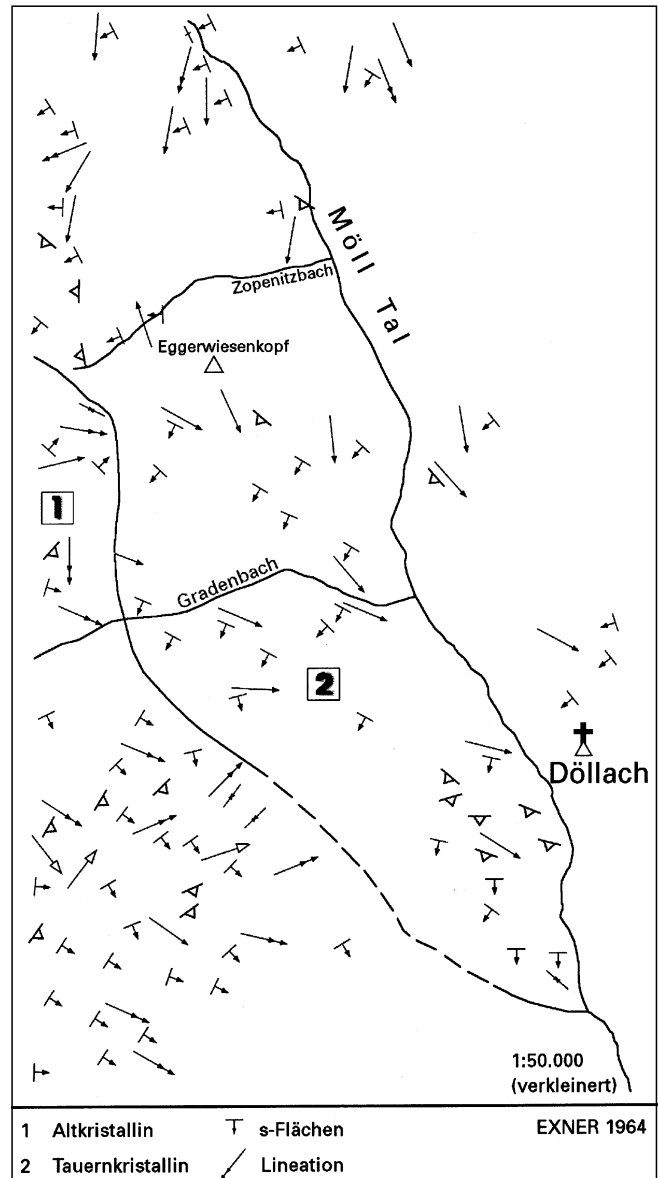 Möll Tal
Zopenitzbach
Eggerwiesenkopf
1
Gradenbach
2
Döllach
1:50.000
(verkleinert)
1 Altkristallin s-Flächen EXNER 1964
2 Tauernkristallin Lineation